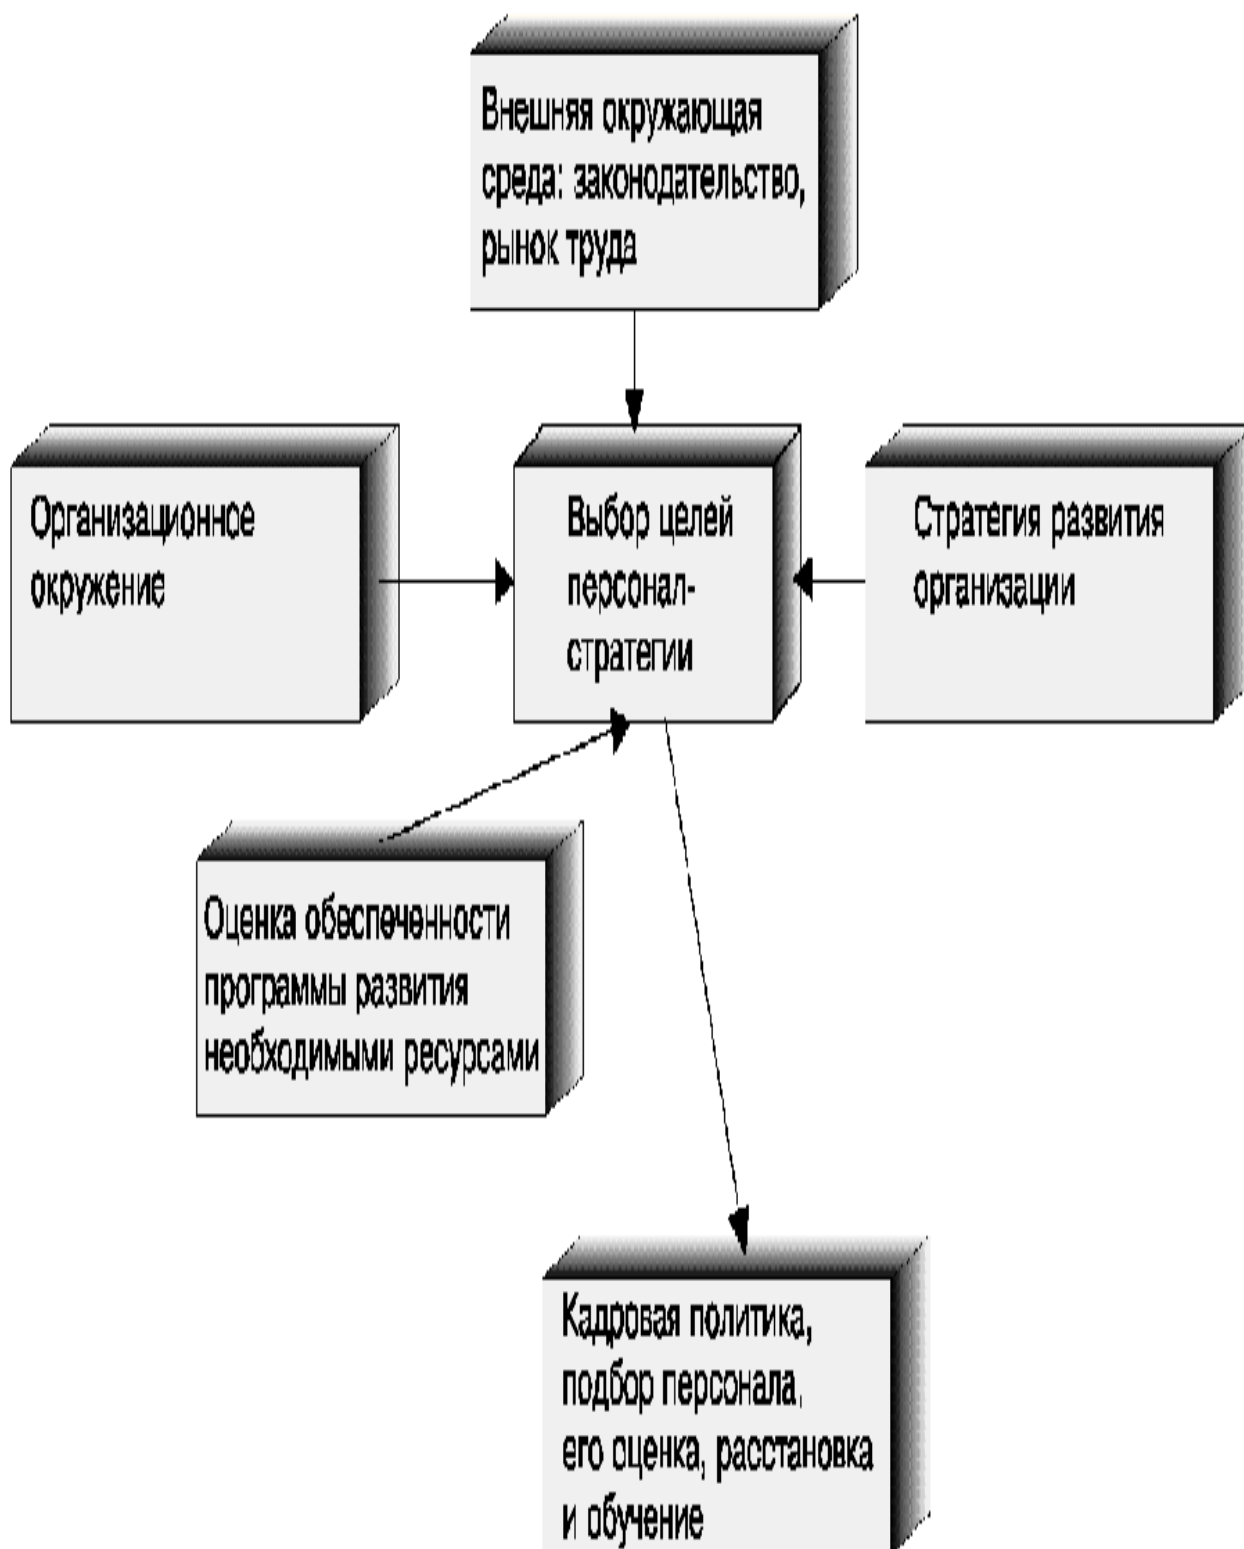 Внешняя окружающая
среда: законодательство,
рынок труда
Организационное
окружение
Выбор целей
персонал-
стратегии
Стратегия развития
организации
Оценка обеспеченности
программы развития
необходимыми ресурсами
Кадровая политика,
подбор персонала,
его оценка, расстановка
и обучение